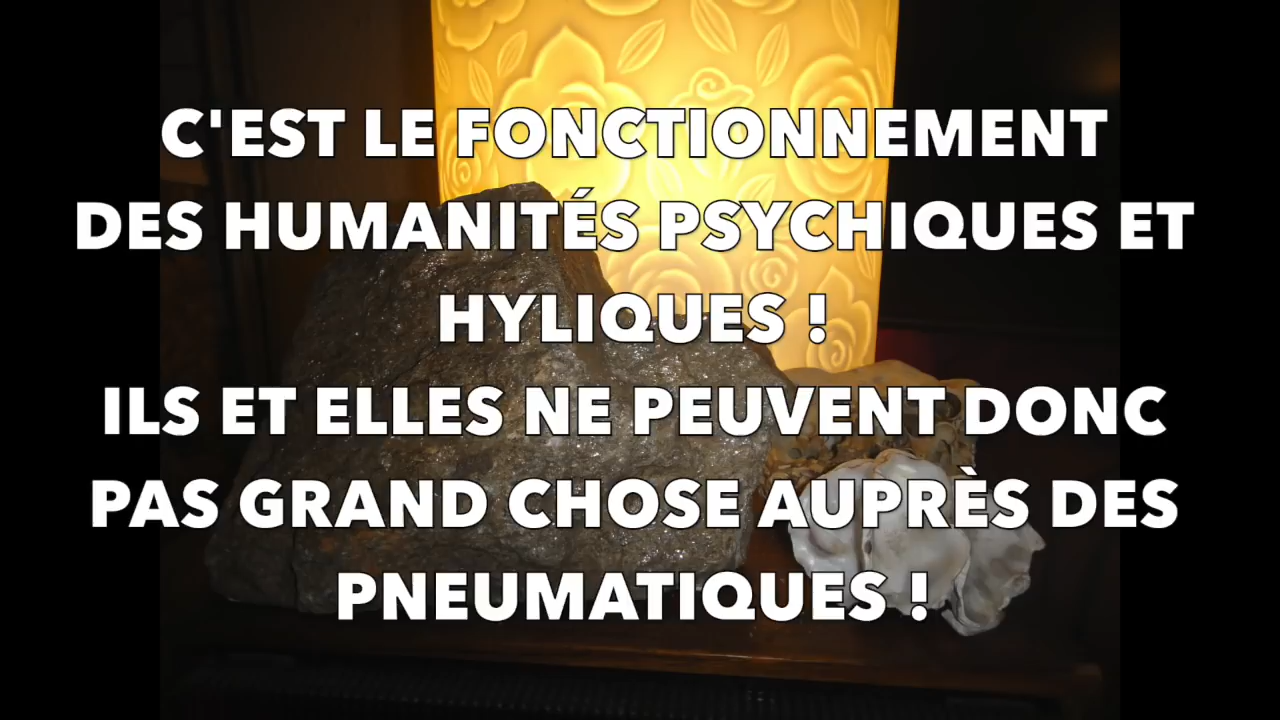 C'EST LE FONCTIONNEMENT
DES HUMANITÉS PSYCHIQUES ET
HYLIQUES !
ILS ET ELLES NE PEUVENT DONC
PAS GRAND CHOSE AUPRÈS DES
PNEUMATIQUES !